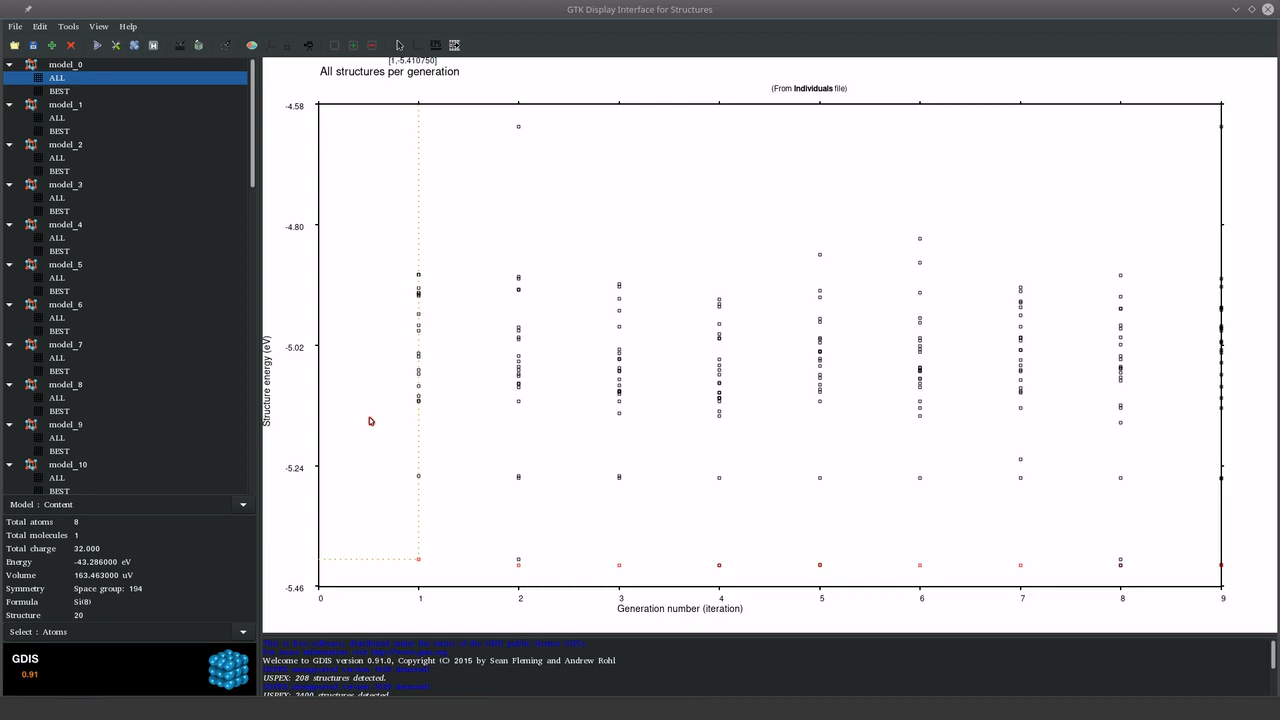 GTK Display Interface for Structures
File Edit Tools View Help
model_0
ALL
BEST
model_1
ALL
BEST
model_2
ALL
BEST
model_3
ALL
BEST
model_4
ALL
BEST
model_5
ALL
BEST
model_6
ALL
BEST
model_7
ALL
BEST
model_8
ALL
BEST
model_9
ALL
BEST
model_10
ALL
BEST
Model : Content
Total atoms 8
Total molecules 1
Total charge 32.000
Energy -43.286000 eV
Volume 163.463000 uV
Symmetry Space group: 194
Formula Si(8)
Structure 20
Select : Atoms
GDIS
0.91
[1,-5.410750]
All structures per generation
(From Individuals file)
-4.58
-4.80
-5.02
-5.24
-5.46
Structure energy (eV)
0 1 2 3 4 5 6 7 8 9
Generation number (iteration)
Welcome to GDIS version 0.91.0, Copyright (C) 2015 by Sean Fleming and Andrew Rohl
USPEX: 208 structures detected.
USPEX: 2400 structures detected.